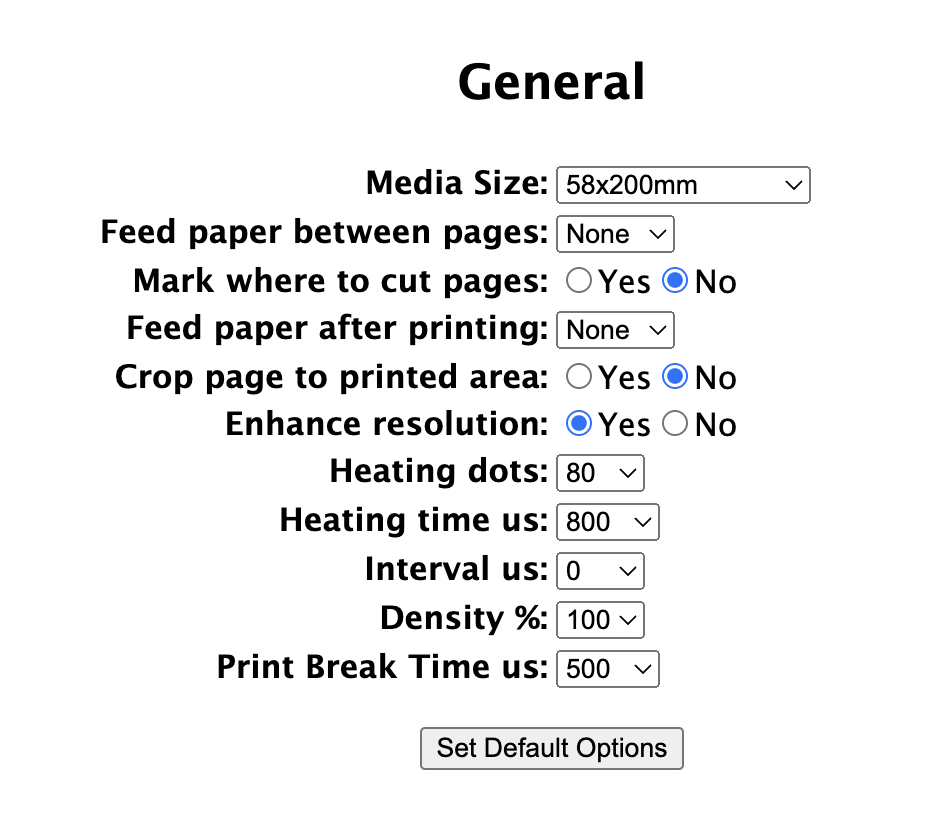 General
Media Size: 58x200mm
Feed paper between pages: None
Mark where to cut pages: Yes No
Feed paper after printing: None
Crop page to printed area: Yes No
Enhance resolution: Yes No
Heating dots: 80
Heating time us: 800
Interval us: 0
Density %: 100
Print Break Time us: 500
Set Default Options